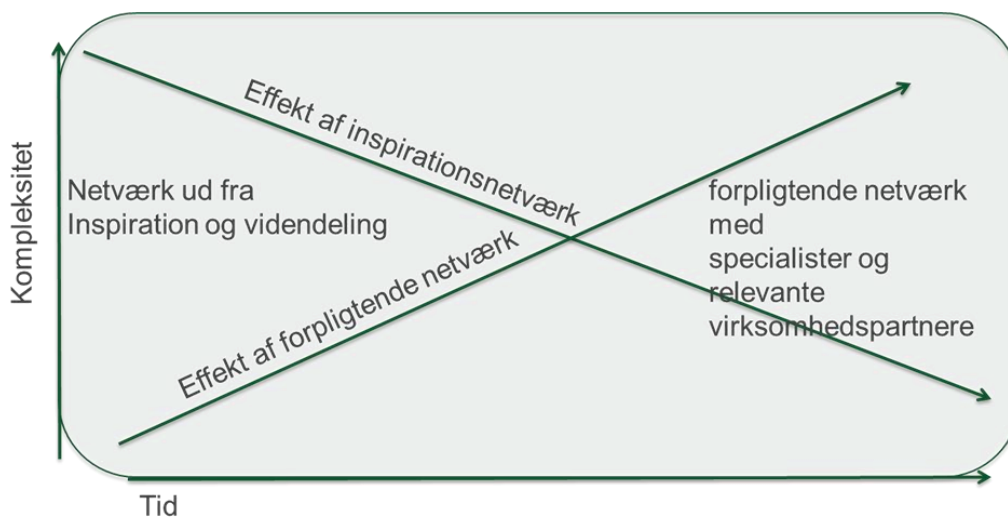 Kompleksitet
Effekt af inspirationsnetværk
Netværk ud fra
Inspiration og videndeling
Effekt af forpligtende netværk
forpligtende netværk
med
specialister og
relevante
virksomhedspartnere
Tid